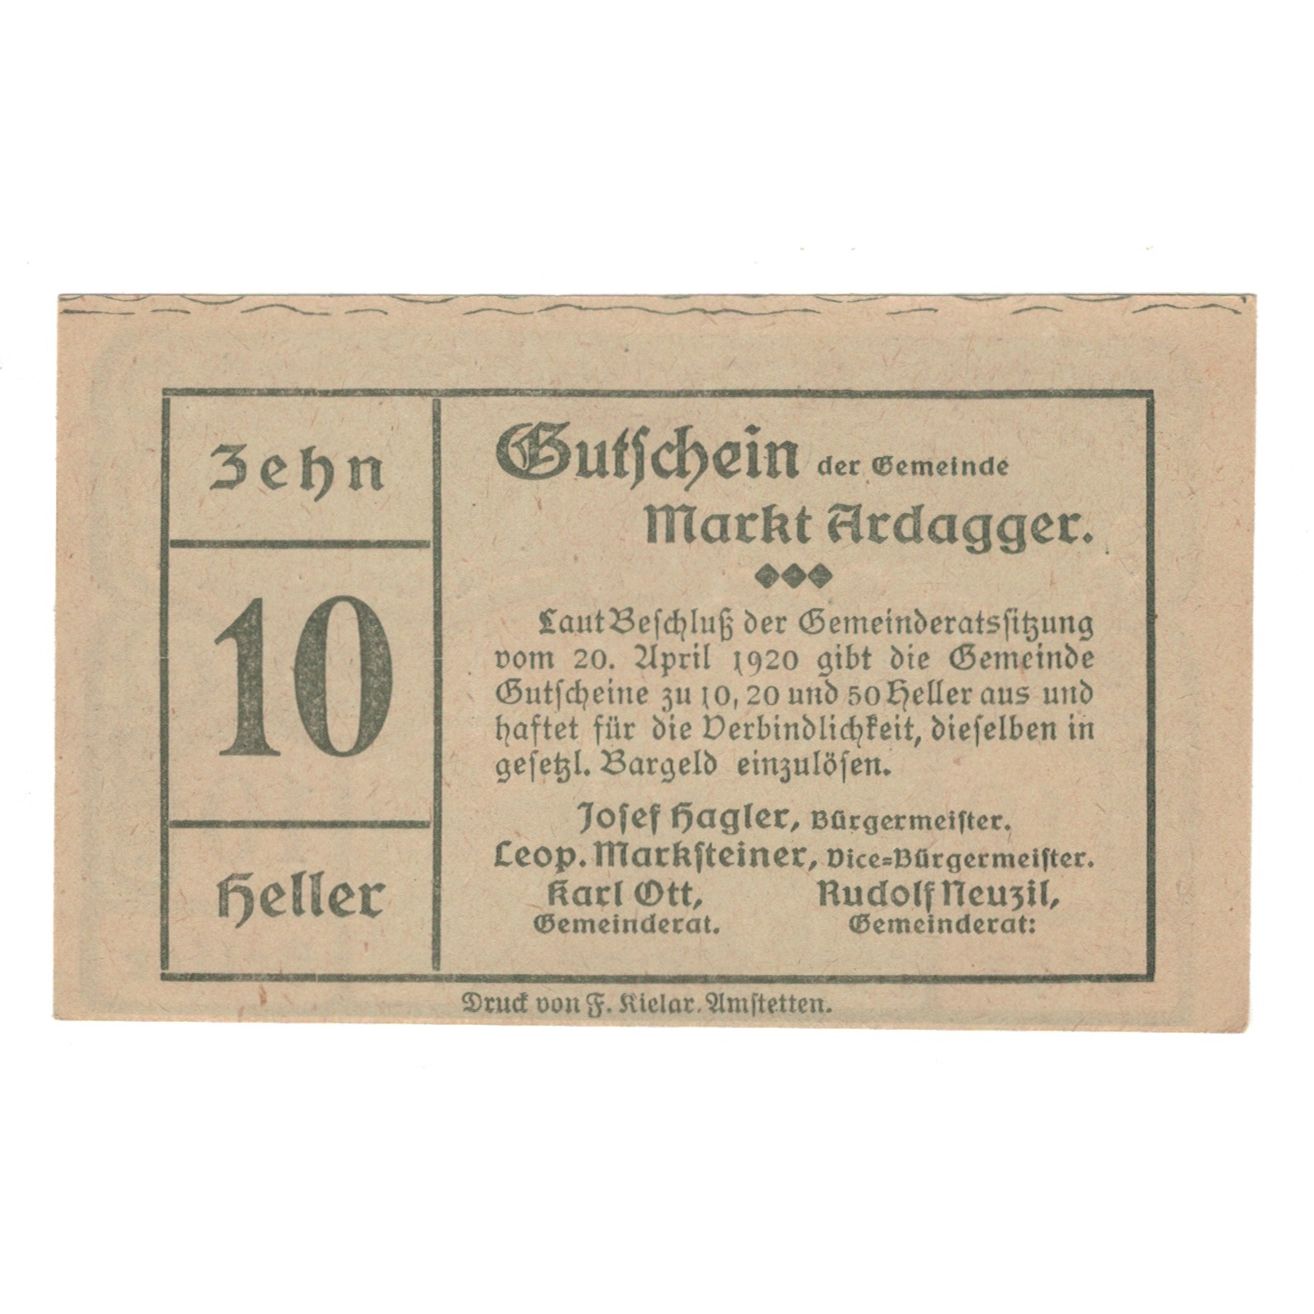 Zehn
10
Heller
Gutschein der Gemeinde
Markt Ardagger.
Laut Beschluß der Gemeinderatssitzung
vom 20. April 1920 gibt die Gemeinde
Gutscheine zu 10, 20 und 50 Heller aus und
haftet für die Verbindlichkeit, dieselben in
gesetzl. Bargeld einzulösen.
Josef Hagler, Bürgermeister.
Leop. Marksteiner, Vice=Bürgermeister.
Karl Ott, Rudolf Neuzil,
Gemeinderat. Gemeinderat:
Druck von F. Kielar. Amstetten.